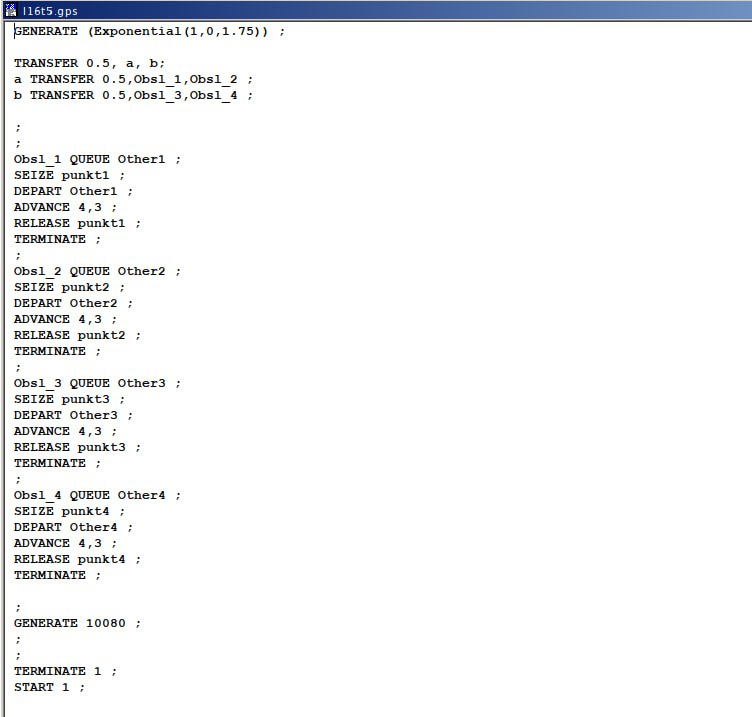 l16t5.gps
GENERATE (Exponential(1,0,1.75)) ;
TRANSFER 0.5, a, b;
a TRANSFER 0.5,Obsl_1,Obsl_2 ;
b TRANSFER 0.5,Obsl_3,Obsl_4 ;
;
;
Obsl_1 QUEUE Other1 ;
SEIZE punkt1 ;
DEPART Other1 ;
ADVANCE 4,3 ;
RELEASE punkt1 ;
TERMINATE ;
;
Obsl_2 QUEUE Other2 ;
SEIZE punkt2 ;
DEPART Other2 ;
ADVANCE 4,3 ;
RELEASE punkt2 ;
TERMINATE ;
;
Obsl_3 QUEUE Other3 ;
SEIZE punkt3 ;
DEPART Other3 ;
ADVANCE 4,3 ;
RELEASE punkt3 ;
TERMINATE ;
;
Obsl_4 QUEUE Other4 ;
SEIZE punkt4 ;
DEPART Other4 ;
ADVANCE 4,3 ;
RELEASE punkt4 ;
TERMINATE ;
;
GENERATE 10080 ;
;
;
TERMINATE 1 ;
START 1 ;